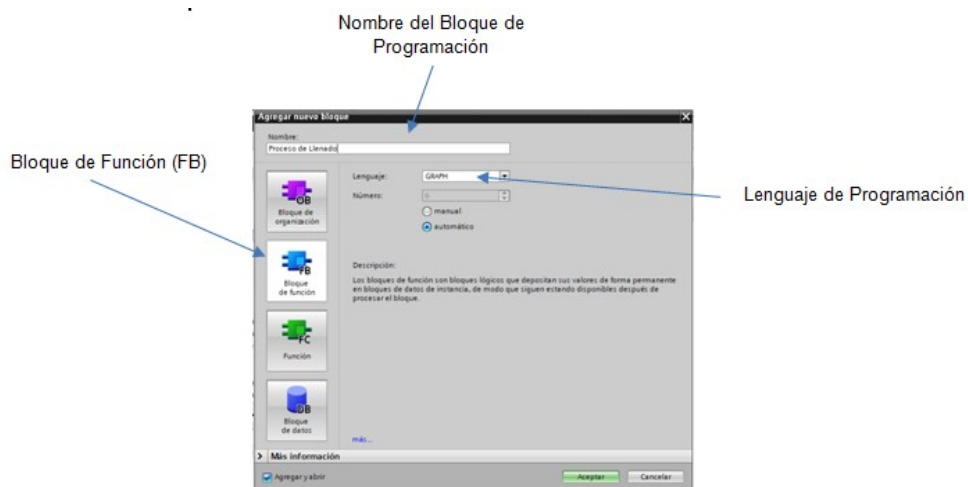 Nombre del Bloque de
Programación
Agregar nuevo bloque
Nombre:
Proceso de Llenado
Bloque de Función (FB)
Lenguaje:
GRAPH
Lenguaje de Programación
Número:
6
manual
automático
OB
Bloque de
organización
FB
Bloque
de función
FC
Función
DB
Bloque
de datos
Descripción:
Los bloques de función son bloques lógicos que depositan sus valores de forma permanente
en bloques de datos de instancia, de modo que siguen estando disponibles después de
procesar el bloque.
más...
Más información
Agregar y abrir
Aceptar
Cancelar